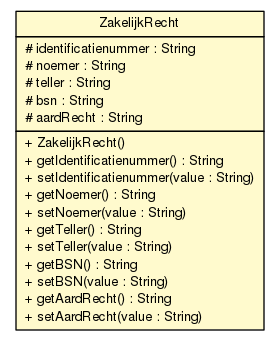 ZakelijkRecht
# identificatienummer : String
# noemer : String
# teller : String
# bsn : String
# aardRecht : String
+ ZakelijkRecht()
+ getIdentificatienummer() : String
+ setIdentificatienummer(value : String)
+ getNoemer() : String
+ setNoemer(value : String)
+ getTeller() : String
+ setTeller(value : String)
+ getBSN() : String
+ setBSN(value : String)
+ getAardRecht() : String
+ setAardRecht(value : String)